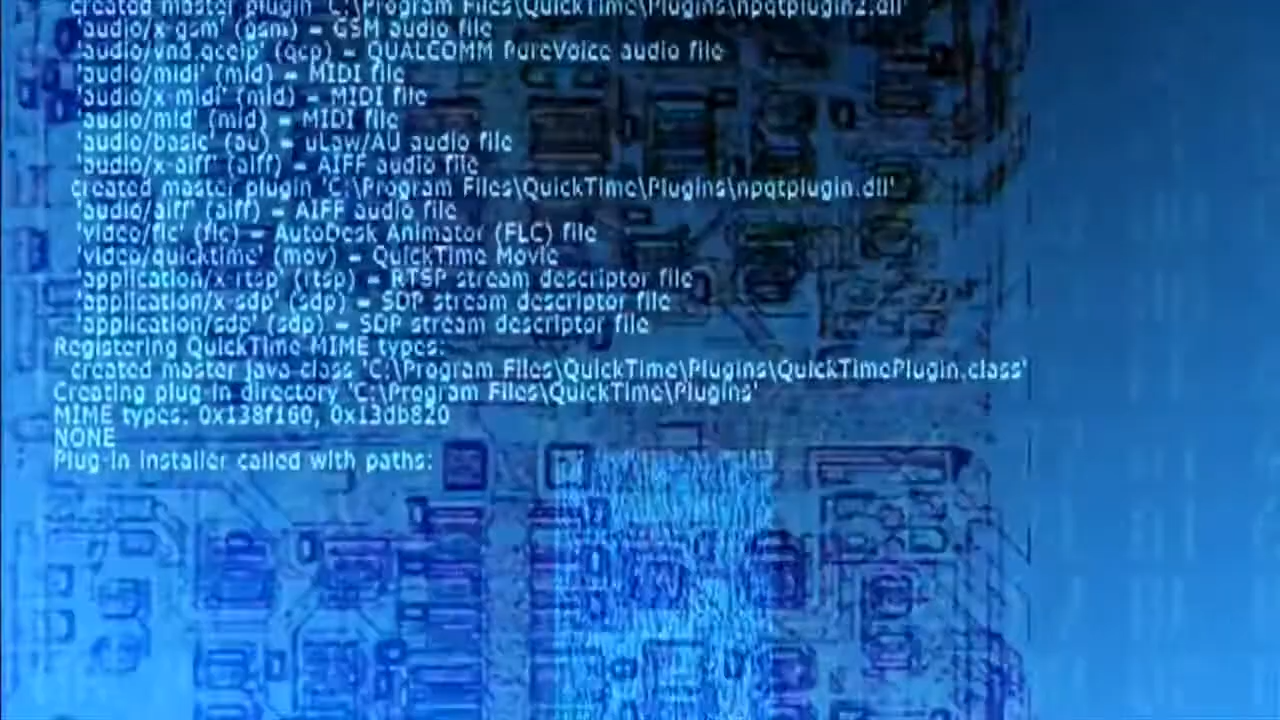 created master plugin 'C:\Program Files\QuickTime\Plugins\npqtplugin2.dll'
'audio/x-gsm' (gsm) = GSM audio file
'audio/vnd.qcelp' (qcp) = QUALCOMM PureVoice audio file
'audio/midi' (mid) = MIDI file
'audio/x-midi' (mid) = MIDI file
'audio/mid' (mid) = MIDI file
'audio/basic' (au) = uLaw/AU audio file
'audio/x-aiff' (aiff) = AIFF audio file
created master plugin 'C:\Program Files\QuickTime\Plugins\npqtplugin.dll'
'audio/aiff' (aiff) = AIFF audio file
'video/flc' (flc) = AutoDesk Animator (FLC) file
'video/quicktime' (mov) = QuickTime Movie
'application/x-rtsp' (rtsp) = RTSP stream descriptor file
'application/x-sdp' (sdp) = SDP stream descriptor file
'application/sdp' (sdp) = SDP stream descriptor file
Registering QuickTime MIME types:
created master java class 'C:\Program Files\QuickTime\Plugins\QuickTimePlugin.class'
Creating plug-in directory 'C:\Program Files\QuickTime\Plugins'
MIME types: 0x138f160, 0x13db820
NONE
Plug-in installer called with paths: